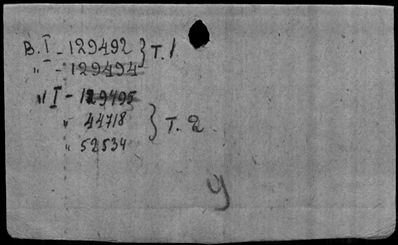 В. I - 129492 } Т. 1
" - 129494
" I - 129495
" 44718 } Т. 2
" 52534
У